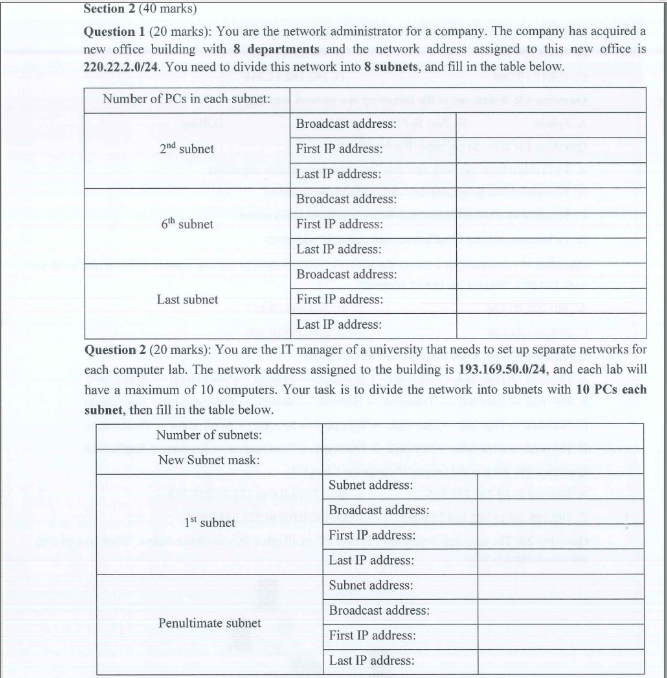 Section 2 (40 marks)
Question 1 (20 marks): You are the network administrator for a company. The company has acquired a
new office building with 8 departments and the network address assigned to this new office is
220.22.2.0/24. You need to divide this network into 8 subnets, and fill in the table below.
Number of PCs in each subnet:
2nd subnet
Broadcast address:
First IP address:
Last IP address:
6th subnet
Broadcast address:
First IP address:
Last IP address:
Last subnet
Broadcast address:
First IP address:
Last IP address:
Question 2 (20 marks): You are the IT manager of a university that needs to set up separate networks for
each computer lab. The network address assigned to the building is 193.169.50.0/24, and each lab will
have a maximum of 10 computers. Your task is to divide the network into subnets with 10 PCs each
subnet, then fill in the table below.
Number of subnets:
New Subnet mask:
1st subnet
Subnet address:
Broadcast address:
First IP address:
Last IP address:
Penultimate subnet
Subnet address:
Broadcast address:
First IP address:
Last IP address: